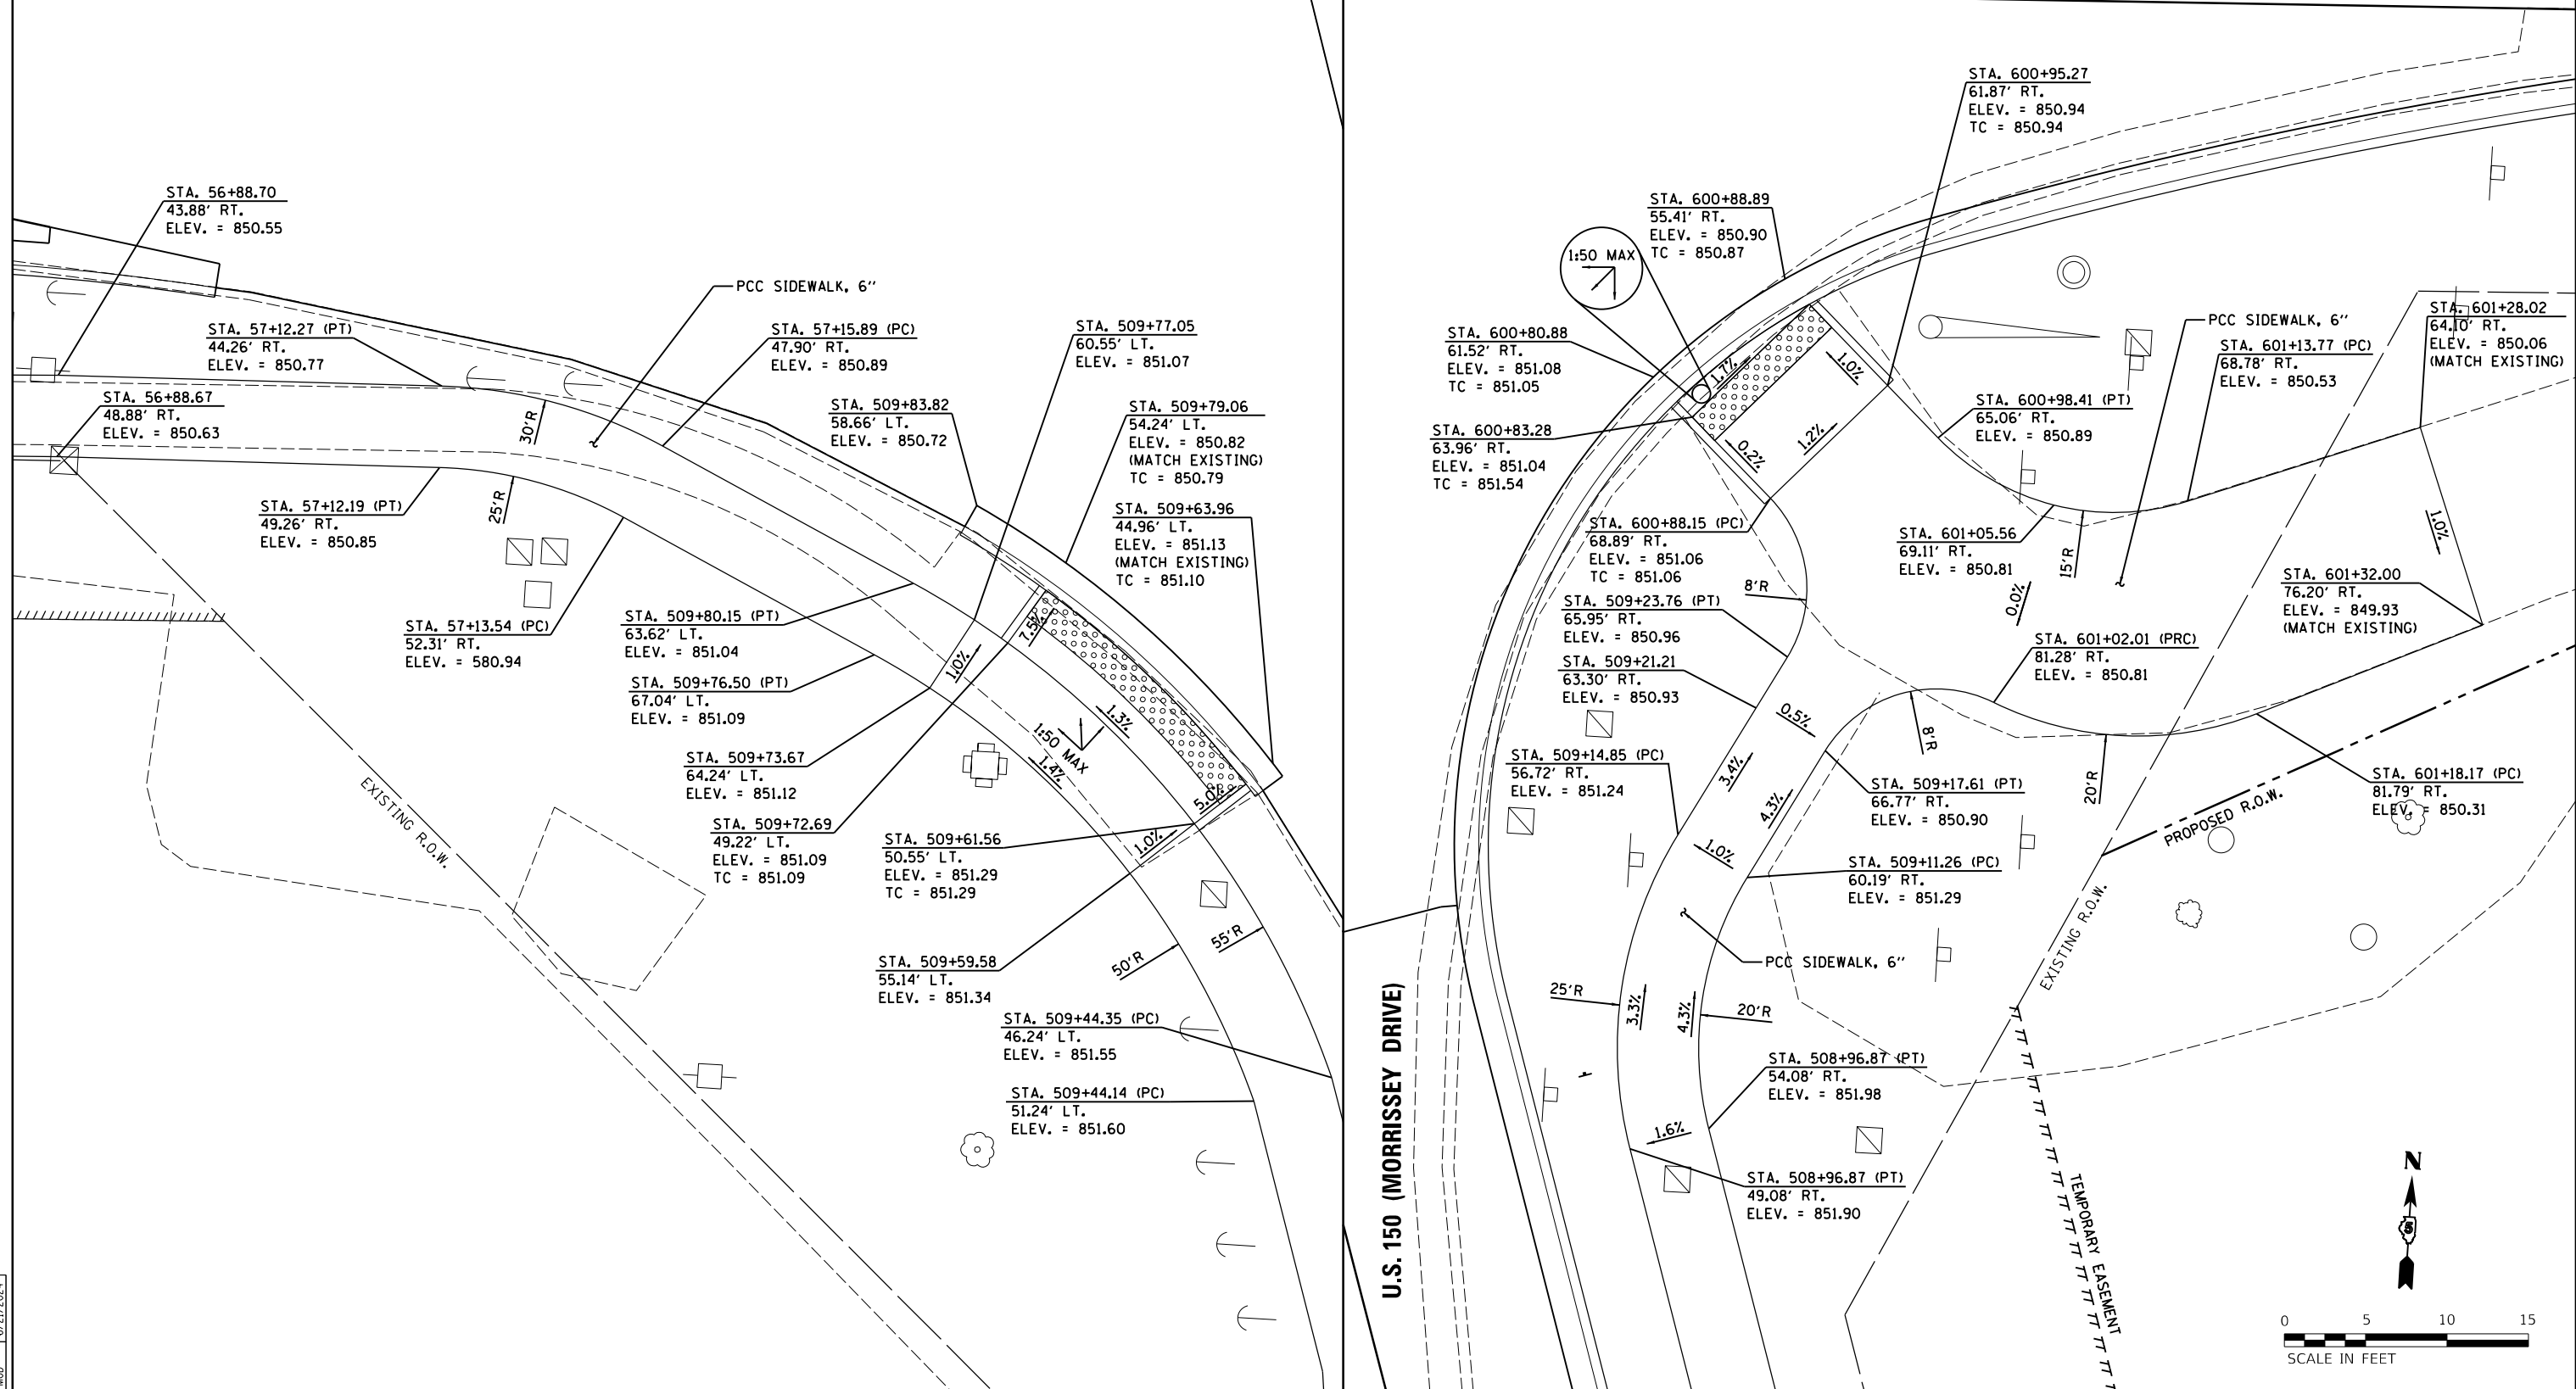 STA. 56+88.70
43.88' RT.
ELEV. = 850.55
STA. 57+12.27 (PT)
44.26' RT.
ELEV. = 850.77
STA. 56+88.67
48.88' RT.
ELEV. = 850.63
STA. 57+12.19 (PT)
49.26' RT.
ELEV. = 850.85
30'R
25'R
PCC SIDEWALK, 6"
STA. 57+15.89 (PC)
47.90' RT.
ELEV. = 850.89
STA. 57+13.54 (PC)
52.31' RT.
ELEV. = 580.94
STA. 509+77.05
60.55' LT.
ELEV. = 851.07
STA. 509+83.82
58.66' LT.
ELEV. = 850.72
STA. 509+79.06
54.24' LT.
ELEV. = 850.82
(MATCH EXISTING)
TC = 850.79
STA. 509+63.96
44.96' LT.
ELEV. = 851.13
(MATCH EXISTING)
TC = 851.10
STA. 509+80.15 (PT)
63.62' LT.
ELEV. = 851.04
STA. 509+76.50 (PT)
67.04' LT.
ELEV. = 851.09
STA. 509+73.67
64.24' LT.
ELEV. = 851.12
STA. 509+72.69
49.22' LT.
ELEV. = 851.09
TC = 851.09
7.5%
1.0%
1.3%
1:50 MAX
1.4%
5.0%
1.0%
STA. 509+61.56
50.55' LT.
ELEV. = 851.29
TC = 851.29
STA. 509+59.58
55.14' LT.
ELEV. = 851.34
50'R
55'R
STA. 509+44.35 (PC)
46.24' LT.
ELEV. = 851.55
STA. 509+44.14 (PC)
51.24' LT.
ELEV. = 851.60
EXISTING R.O.W.
U.S. 150 (MORRISSEY DRIVE)
STA. 600+95.27
61.87' RT.
ELEV. = 850.94
TC = 850.94
STA. 600+88.89
55.41' RT.
ELEV. = 850.90
TC = 850.87
1:50 MAX
STA. 600+80.88
61.52' RT.
ELEV. = 851.08
TC = 851.05
STA. 600+83.28
63.96' RT.
ELEV. = 851.04
TC = 851.54
1.7%
1.0%
0.2%
1.2%
STA. 600+88.15 (PC)
68.89' RT.
ELEV. = 851.06
TC = 851.06
STA. 600+98.41 (PT)
65.06' RT.
ELEV. = 850.89
PCC SIDEWALK, 6"
STA. 601+13.77 (PC)
68.78' RT.
ELEV. = 850.53
STA. 601+28.02
64.10' RT.
ELEV. = 850.06
(MATCH EXISTING)
STA. 601+05.56
69.11' RT.
ELEV. = 850.81
15'R
0.0%
1.0%
STA. 601+32.00
76.20' RT.
ELEV. = 849.93
(MATCH EXISTING)
8'R
STA. 509+23.76 (PT)
65.95' RT.
ELEV. = 850.96
STA. 509+21.21
63.30' RT.
ELEV. = 850.93
STA. 509+14.85 (PC)
56.72' RT.
ELEV. = 851.24
0.5%
3.4%
4.3%
1.0%
STA. 601+02.01 (PRC)
81.28' RT.
ELEV. = 850.81
8'R
20'R
STA. 509+17.61 (PT)
66.77' RT.
ELEV. = 850.90
STA. 509+11.26 (PC)
60.19' RT.
ELEV. = 851.29
STA. 601+18.17 (PC)
81.79' RT.
ELEV. = 850.31
PROPOSED R.O.W.
EXISTING R.O.W.
PCC SIDEWALK, 6"
25'R
3.3%
4.3%
20'R
STA. 508+96.87 (PT)
54.08' RT.
ELEV. = 851.98
1.6%
STA. 508+96.87 (PT)
49.08' RT.
ELEV. = 851.90
TEMPORARY EASEMENT
N
5
0 5 10 15
SCALE IN FEET